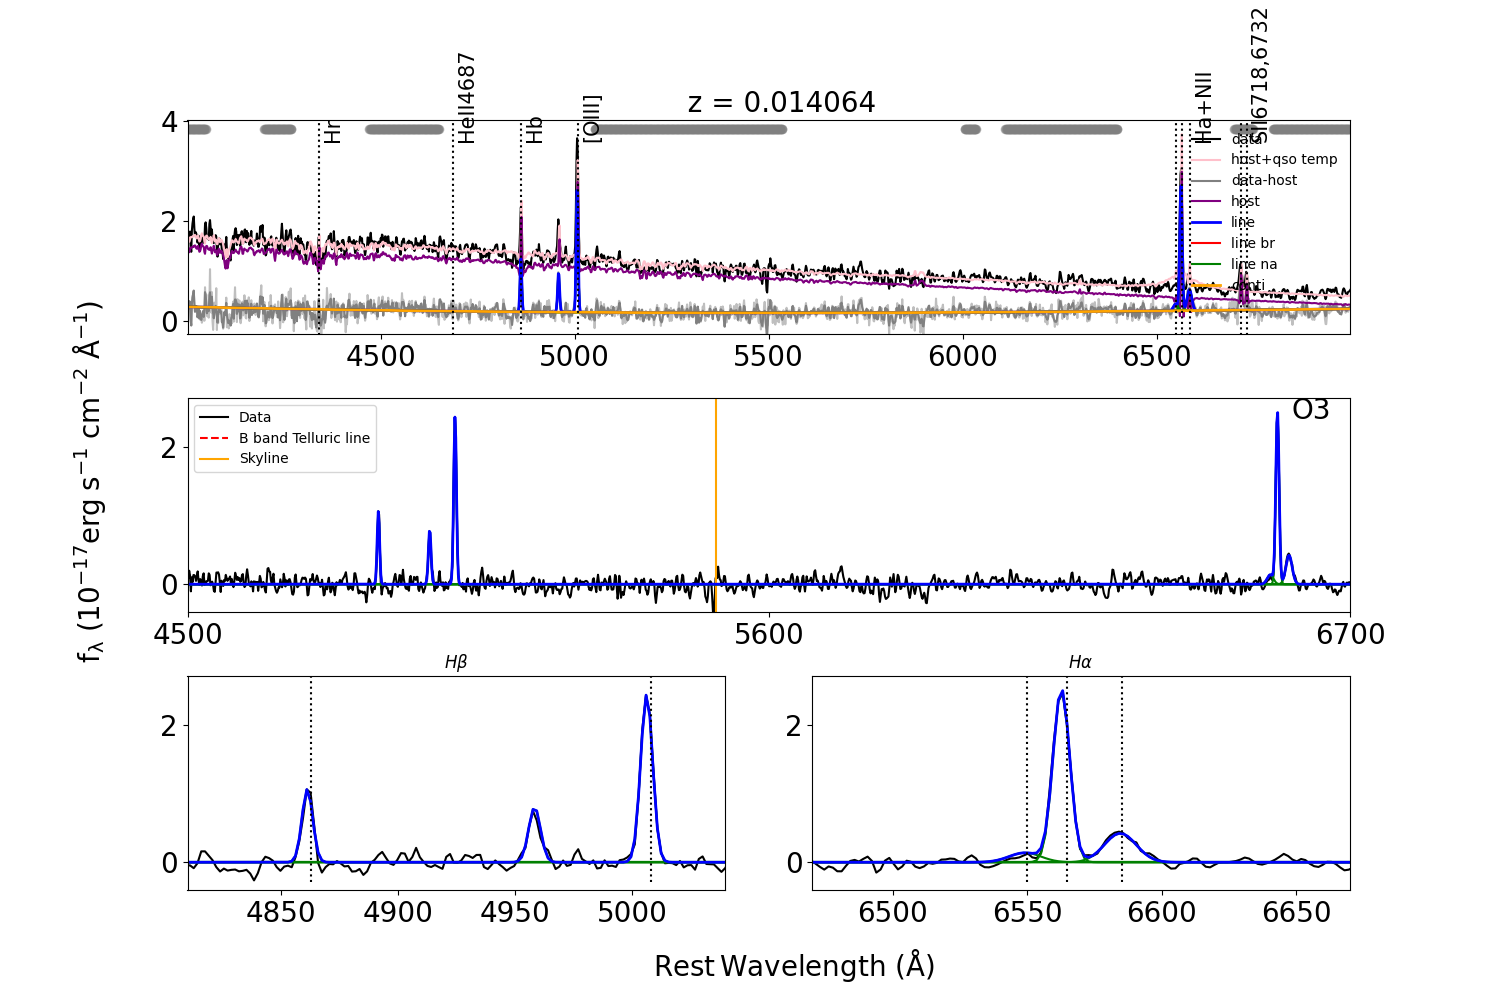 z = 0.014064
Hr
HeII4687
Hb
[OIII]
Ha+NII
SII6718,6732
data
host+qso temp
data-host
host
line
line br
line na
conti
4
2
0
4500
5000
5500
6000
6500
Data
B band Telluric line
Skyline
O3
2
0
4500
5600
6700
fλ (10⁻¹⁷erg s⁻¹ cm⁻² Å⁻¹)
Hβ
2
0
4850
4900
4950
5000
Hα
2
0
6500
6550
6600
6650
Rest Wavelength (Å)